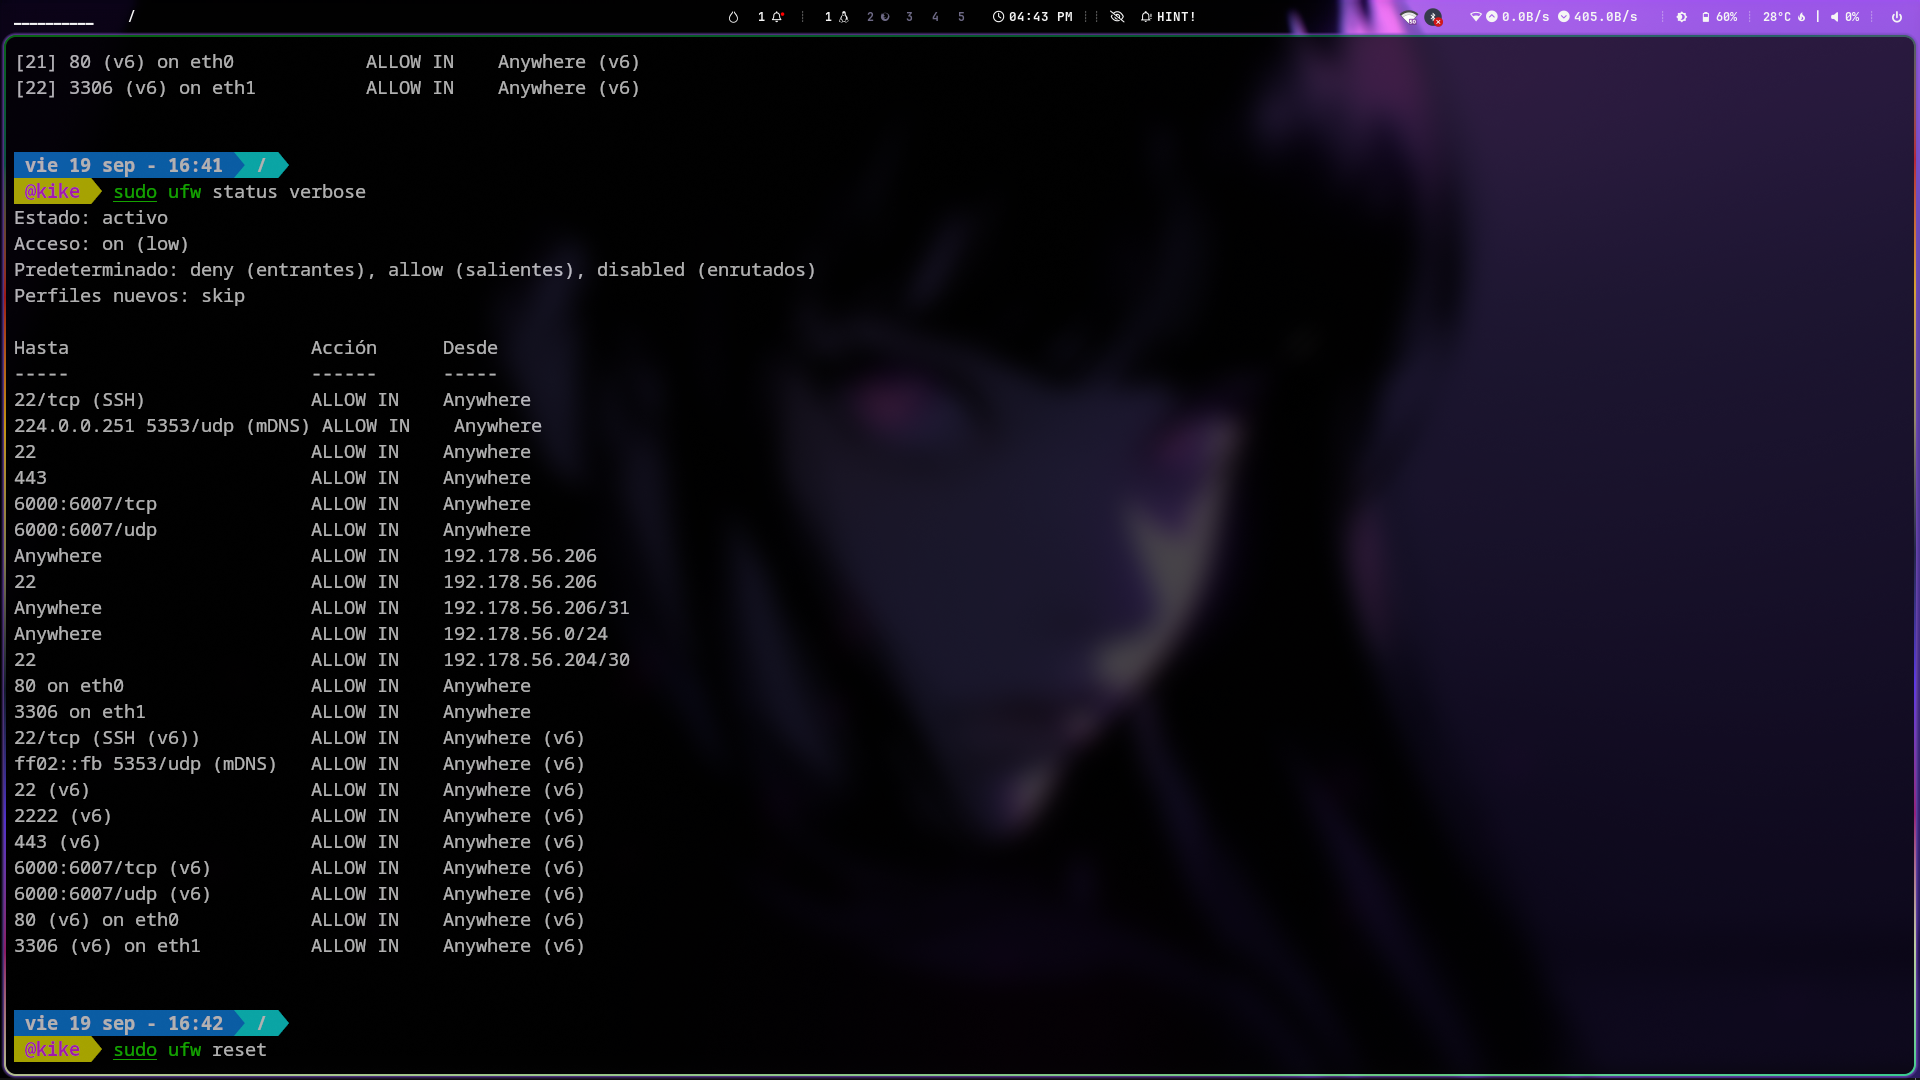 __________ /
1 1 2 3 4 5 04:43 PM HINT! 0.0B/s 405.0B/s 60% 28°C 0%
[21] 80 (v6) on eth0 ALLOW IN Anywhere (v6)
[22] 3306 (v6) on eth1 ALLOW IN Anywhere (v6)
vie 19 sep - 16:41 /
@kike sudo ufw status verbose
Estado: activo
Acceso: on (low)
Predeterminado: deny (entrantes), allow (salientes), disabled (enrutados)
Perfiles nuevos: skip
Hasta Acción Desde
----- ------ -----
22/tcp (SSH) ALLOW IN Anywhere
224.0.0.251 5353/udp (mDNS) ALLOW IN Anywhere
22 ALLOW IN Anywhere
443 ALLOW IN Anywhere
6000:6007/tcp ALLOW IN Anywhere
6000:6007/udp ALLOW IN Anywhere
Anywhere ALLOW IN 192.178.56.206
22 ALLOW IN 192.178.56.206
Anywhere ALLOW IN 192.178.56.206/31
Anywhere ALLOW IN 192.178.56.0/24
22 ALLOW IN 192.178.56.204/30
80 on eth0 ALLOW IN Anywhere
3306 on eth1 ALLOW IN Anywhere
22/tcp (SSH (v6)) ALLOW IN Anywhere (v6)
ff02::fb 5353/udp (mDNS) ALLOW IN Anywhere (v6)
22 (v6) ALLOW IN Anywhere (v6)
2222 (v6) ALLOW IN Anywhere (v6)
443 (v6) ALLOW IN Anywhere (v6)
6000:6007/tcp (v6) ALLOW IN Anywhere (v6)
6000:6007/udp (v6) ALLOW IN Anywhere (v6)
80 (v6) on eth0 ALLOW IN Anywhere (v6)
3306 (v6) on eth1 ALLOW IN Anywhere (v6)
vie 19 sep - 16:42 /
@kike sudo ufw reset